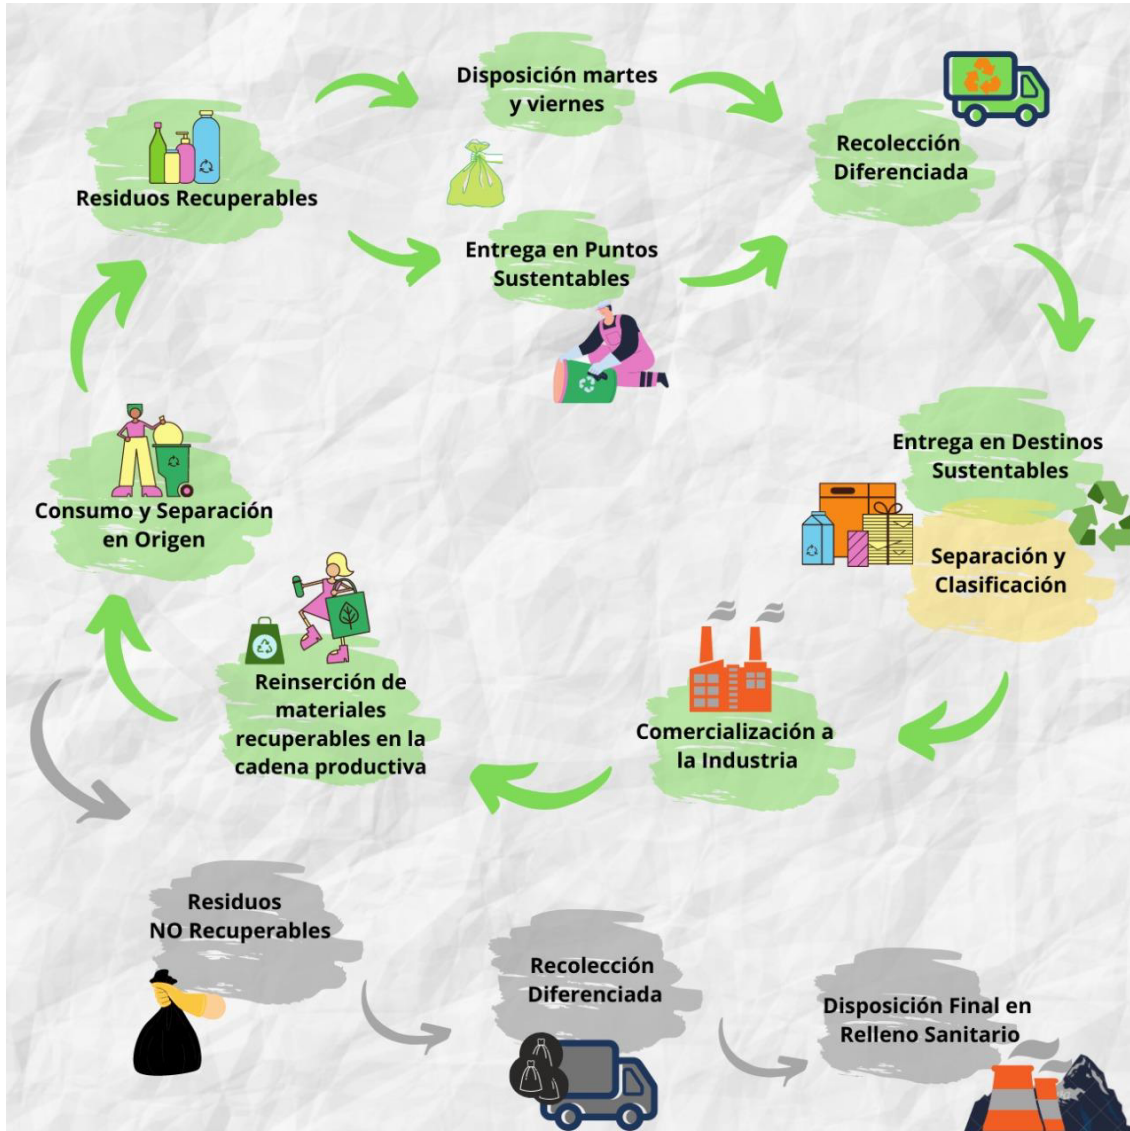 Disposición martes
y viernes
Residuos Recuperables
Recolección
Diferenciada
Entrega en Puntos
Sustentables
Entrega en Destinos
Sustentables
Consumo y Separación
en Origen
Separación y
Clasificación
Reinserción de
materiales
recuperables en la
cadena productiva
Comercialización a
la Industria
Residuos
NO Recuperables
Recolección
Diferenciada
Disposición Final en
Relleno Sanitario